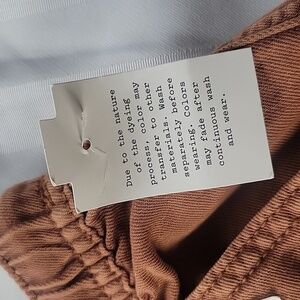 Due to the nature
of the dyeing
process, color may
transfer to other
materials. Wash
separately before
wearing. Colors
may fade after
continuous wash
and wear.